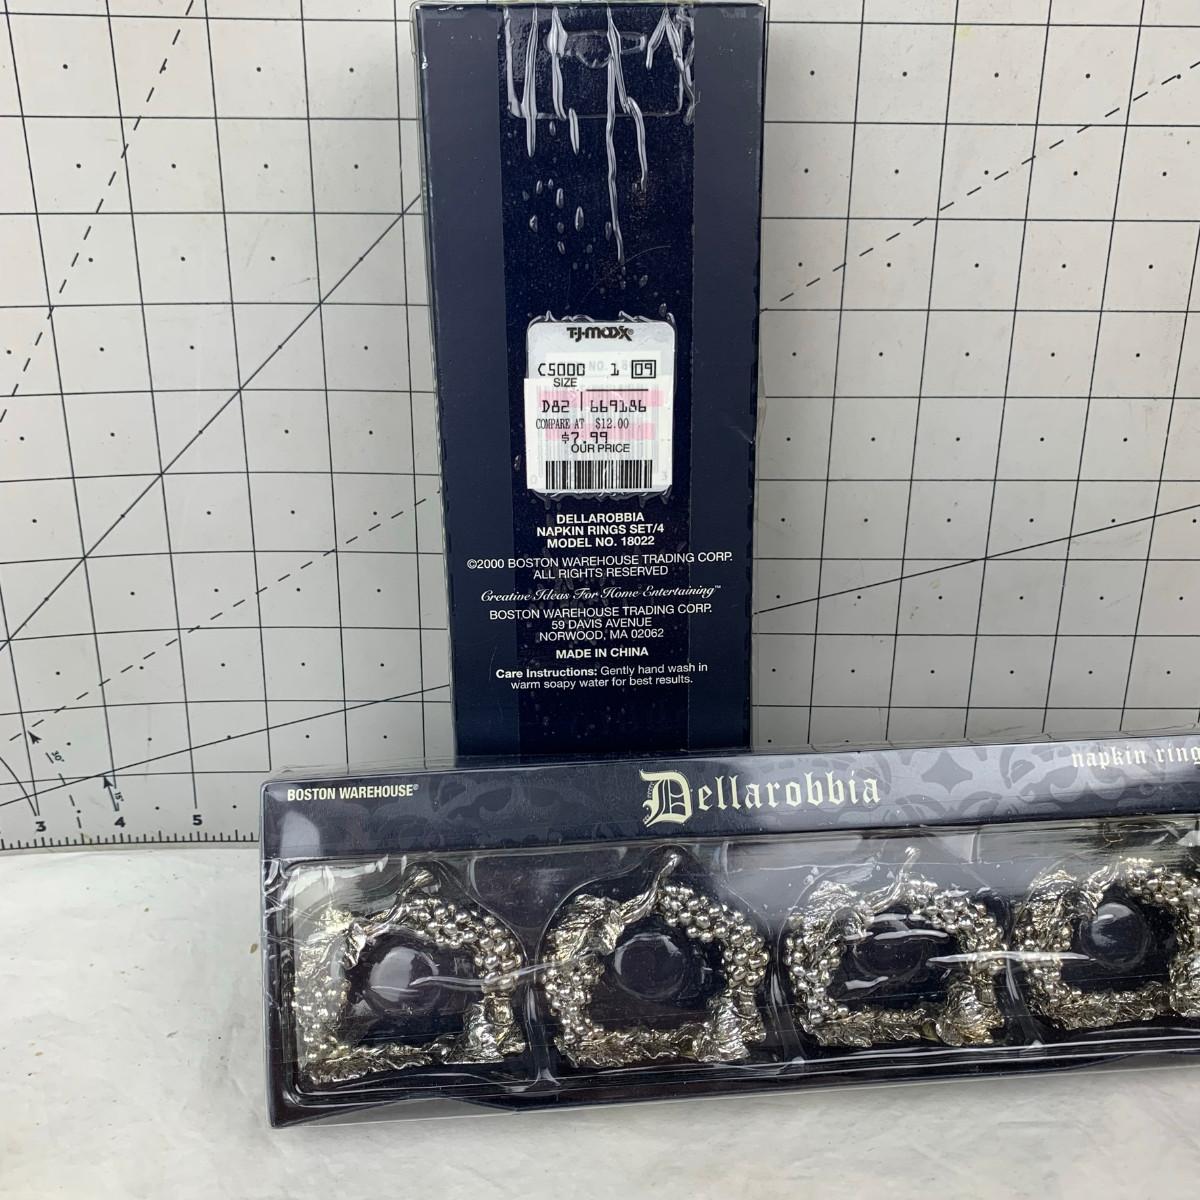 T·J·maxx®
C5000 NO. 1 09
SIZE
D82 669186
COMPARE AT $12.00
$7.99
OUR PRICE
DELLAROBBIA
NAPKIN RINGS SET/4
MODEL NO. 18022
©2000 BOSTON WAREHOUSE TRADING CORP.
ALL RIGHTS RESERVED
Creative Ideas For Home Entertaining™
BOSTON WAREHOUSE TRADING CORP.
59 DAVIS AVENUE
NORWOOD, MA 02062
MADE IN CHINA
Care Instructions: Gently hand wash in
warm soapy water for best results.
napkin ring
BOSTON WAREHOUSE® Dellarobbia
3 4 5